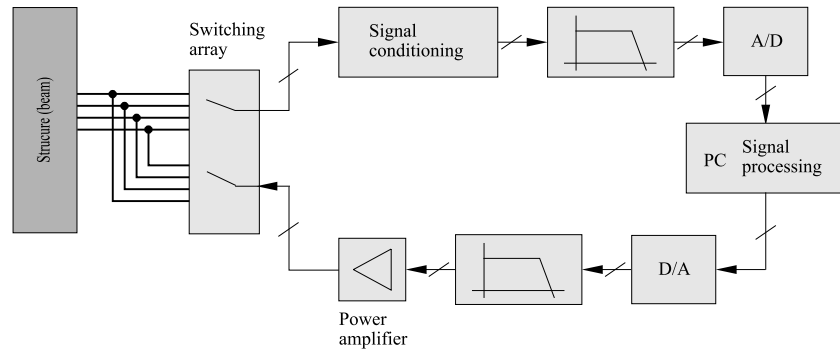 Switching
array
Signal
conditioning
A/D
Strucure (beam)
PC Signal
processing
D/A
Power
amplifier